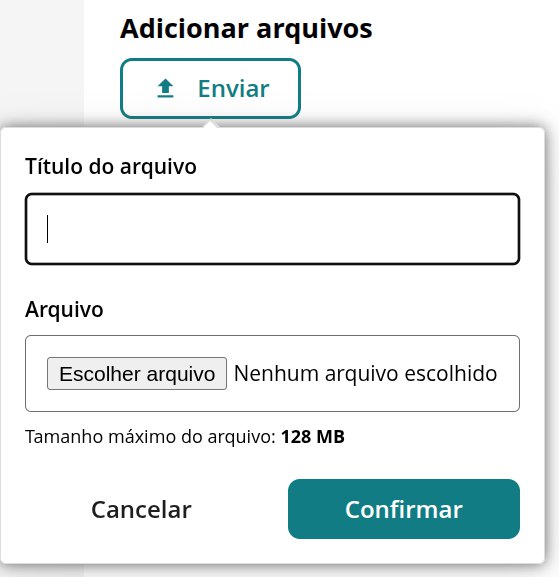 Adicionar arquivos
Enviar
Título do arquivo
Arquivo
Escolher arquivo Nenhum arquivo escolhido
Tamanho máximo do arquivo: 128 MB
Cancelar Confirmar